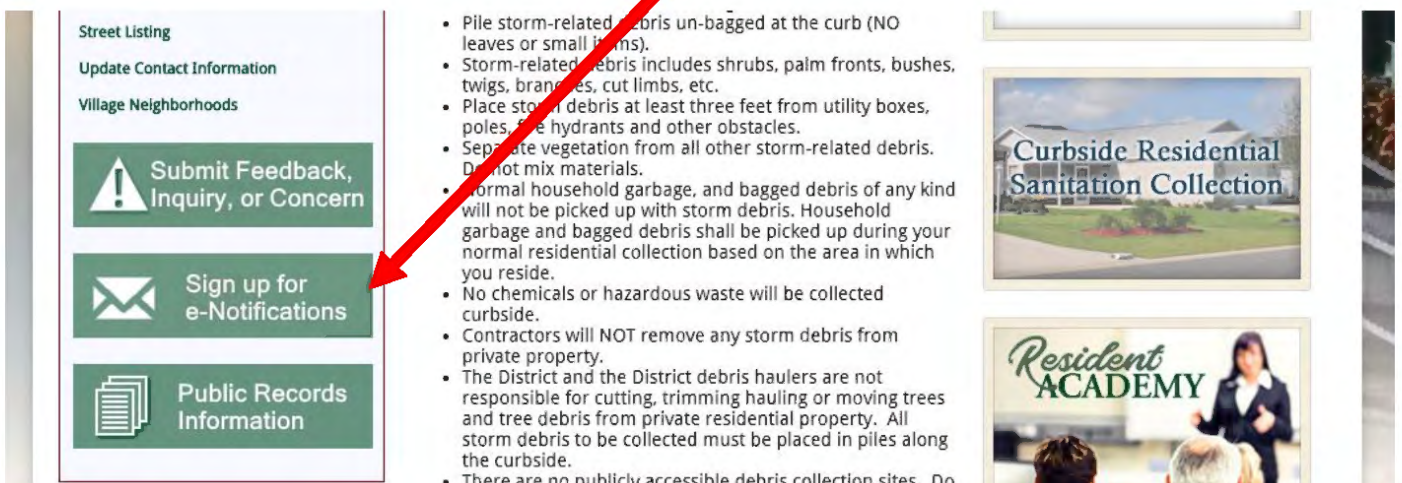 Street Listing
Update Contact Information
Village Neighborhoods
Submit Feedback,
Inquiry, or Concern
Sign up for
e-Notifications
Public Records
Information
• Pile storm-related debris un-bagged at the curb (NO
leaves or small items).
• Storm-related debris includes shrubs, palm fronts, bushes,
twigs, branches, cut limbs, etc.
• Place storm debris at least three feet from utility boxes,
poles, fire hydrants and other obstacles.
• Separate vegetation from all other storm-related debris.
Do not mix materials.
• Normal household garbage, and bagged debris of any kind
will not be picked up with storm debris. Household
garbage and bagged debris shall be picked up during your
normal residential collection based on the area in which
you reside.
• No chemicals or hazardous waste will be collected
curbside.
• Contractors will NOT remove any storm debris from
private property.
• The District and the District debris haulers are not
responsible for cutting, trimming hauling or moving trees
and tree debris from private residential property. All
storm debris to be collected must be placed in piles along
the curbside.
• There are no publicly accessible debris collection sites. Do
Curbside Residential
Sanitation Collection
Resident
ACADEMY